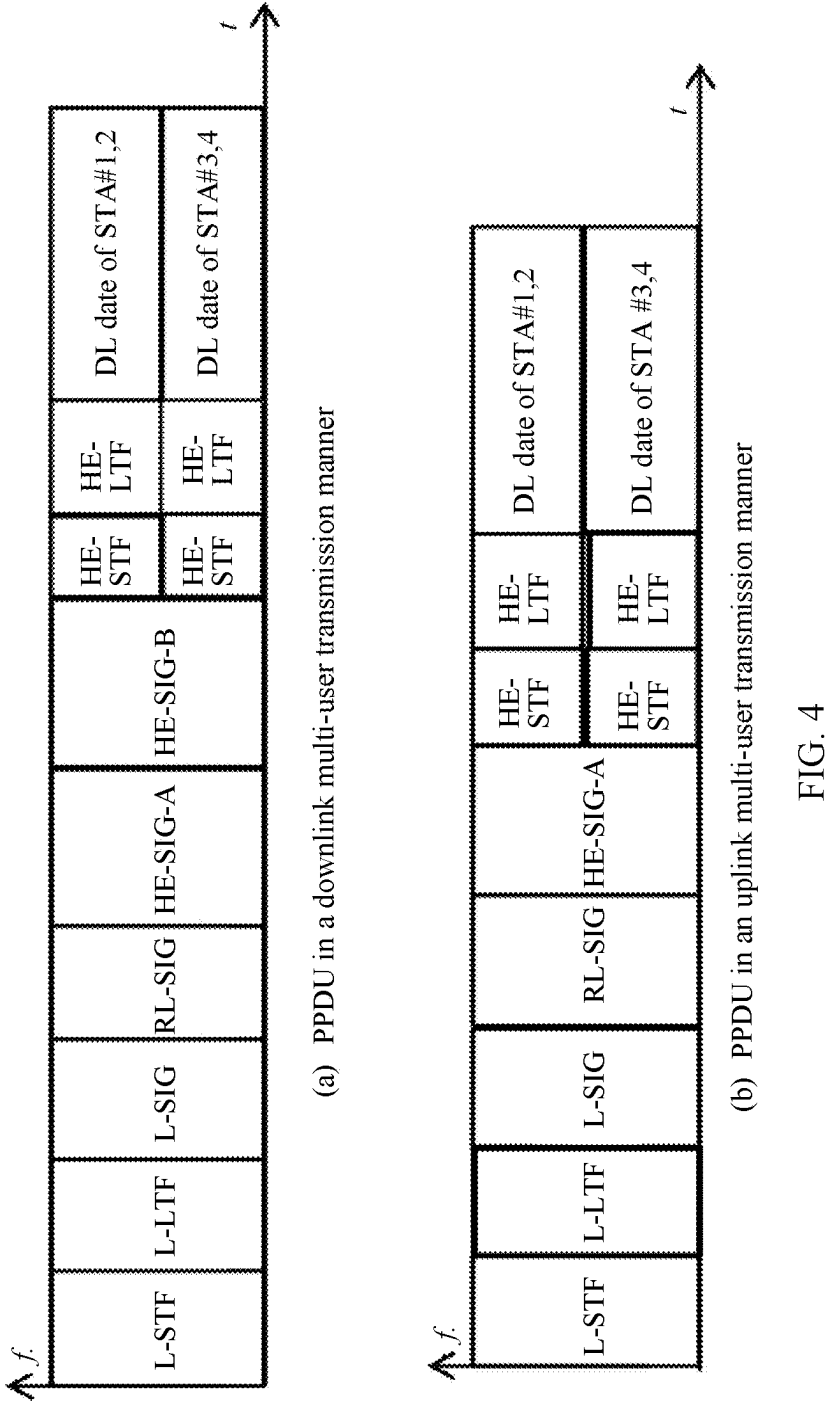 f.
L-STF
L-LTF
L-SIG
RL-SIG
HE-SIG-A
HE-SIG-B
HE-
STF
HE-
LTF
DL date of STA#1,2
HE-
STF
HE-
LTF
DL date of STA#3,4
t
(a) PPDU in a downlink multi-user transmission manner
f.
L-STF
L-LTF
L-SIG
RL-SIG
HE-SIG-A
HE-
STF
HE-
LTF
DL date of STA#1,2
HE-
STF
HE-
LTF
DL date of STA #3,4
t
(b) PPDU in an uplink multi-user transmission manner
FIG. 4